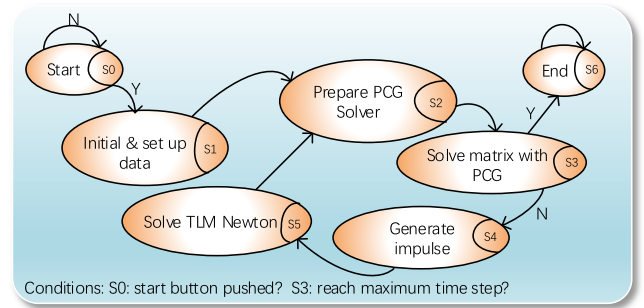 N
Start
S0
Y
Initial & set up
data
S1
Prepare PCG
Solver
S2
End
S6
Y
Solve matrix with
PCG
S3
N
Generate
impulse
S4
Solve TLM Newton
S5
Conditions: S0: start button pushed? S3: reach maximum time step?